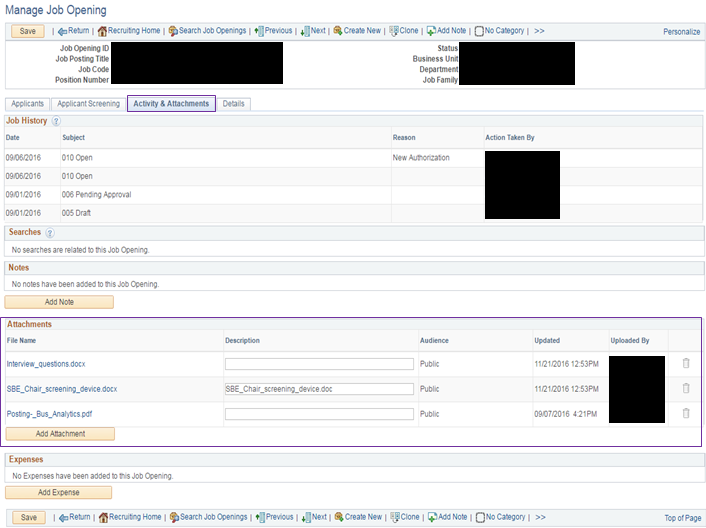 Manage Job Opening
Save | Return | Recruiting Home | Search Job Openings | Previous | Next | Create New | Clone | Add Note | No Category | >> Personalize
Job Opening ID Status
Job Posting Title Business Unit
Job Code Department
Position Number Job Family
Applicants Applicant Screening Activity & Attachments Details
Job History ?
Date Subject Reason Action Taken By
09/06/2016 010 Open New Authorization
09/06/2016 010 Open
09/01/2016 006 Pending Approval
09/01/2016 005 Draft
Searches ?
No searches are related to this Job Opening.
Notes
No notes have been added to this Job Opening.
Add Note
Attachments
File Name Description Audience Updated Uploaded By
Interview_questions.docx Public 11/21/2016 12:53PM
SBE_Chair_screening_device.docx SBE_Chair_screening_device.doc Public 11/21/2016 12:53PM
Posting-_Bus_Analytics.pdf Public 09/07/2016 4:21PM
Add Attachment
Expenses
No Expenses have been added to this Job Opening.
Add Expense
Save | Return | Recruiting Home | Search Job Openings | Previous | Next | Create New | Clone | Add Note | No Category | >> Top of Page